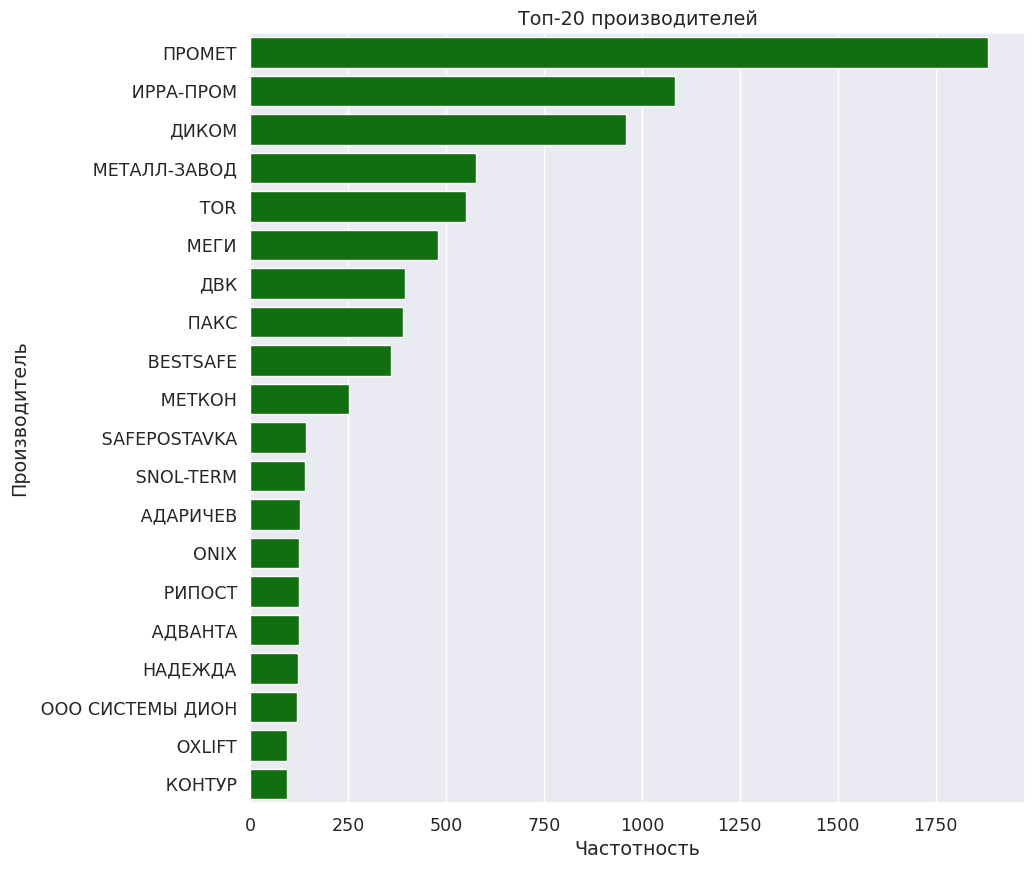 Топ-20 производителей
Производитель
ПРОМЕТ
ИРРА-ПРОМ
ДИКОМ
МЕТАЛЛ-ЗАВОД
TOR
МЕГИ
ДВК
ПАКС
BESTSAFE
МЕТКОН
SAFEPOSTAVKA
SNOL-TERM
АДАРИЧЕВ
ONIX
РИПОСТ
АДВАНТА
НАДЕЖДА
ООО СИСТЕМЫ ДИОН
OXLIFT
КОНТУР
0 250 500 750 1000 1250 1500 1750
Частотность